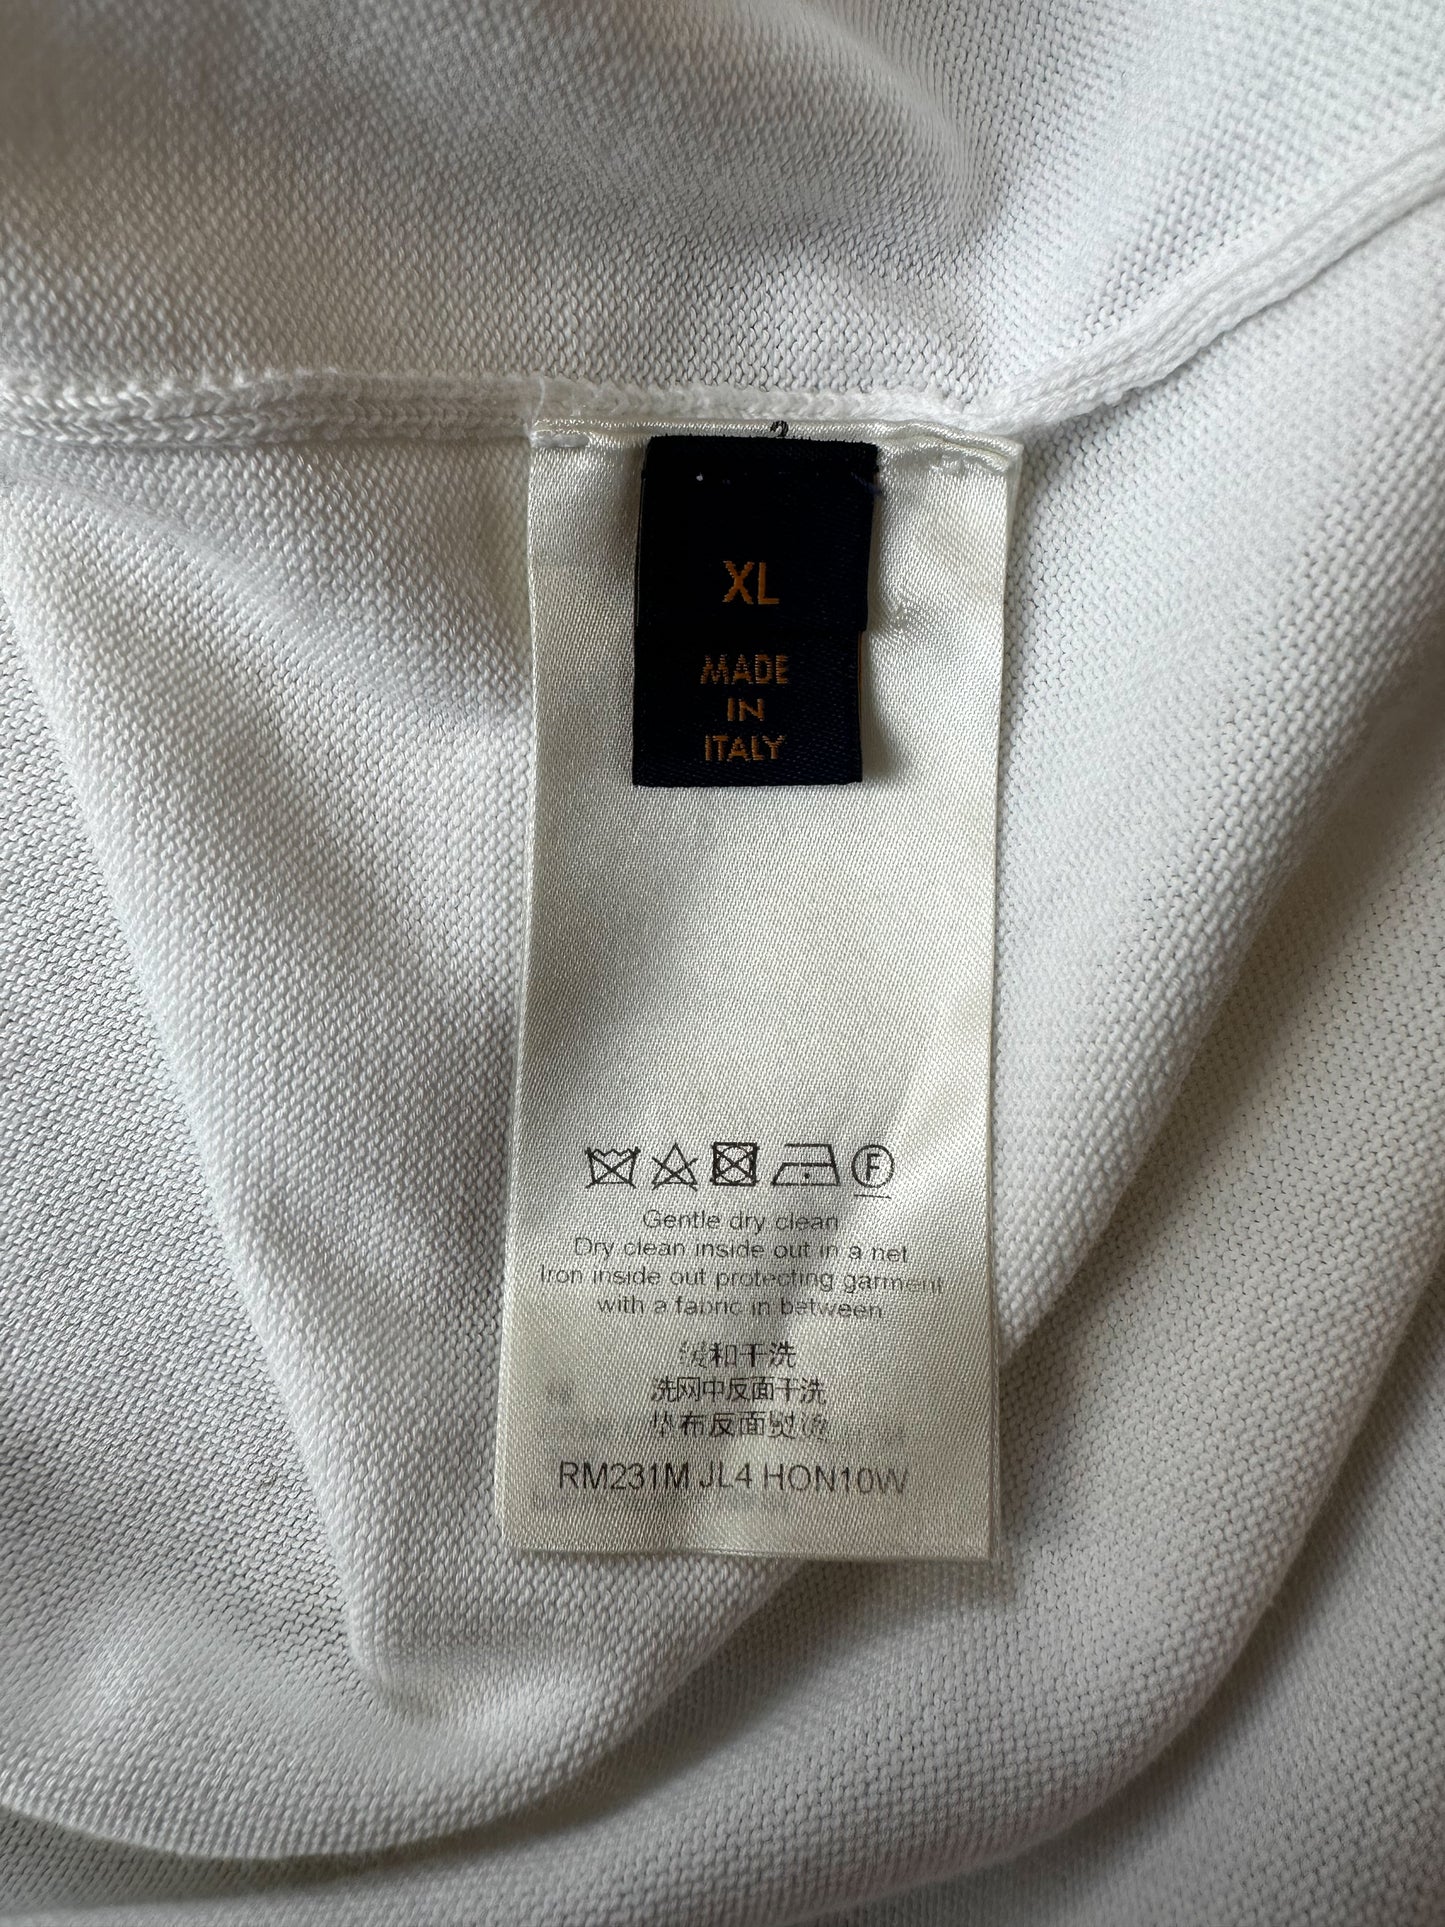 XL
MADE
IN
ITALY
F
Gentle dry clean
Dry clean inside out in a net
Iron inside out protecting garment
with a fabric in between
缓和干洗
洗网中反面干洗
垫布反面熨烫
RM231M JL4 HON10W